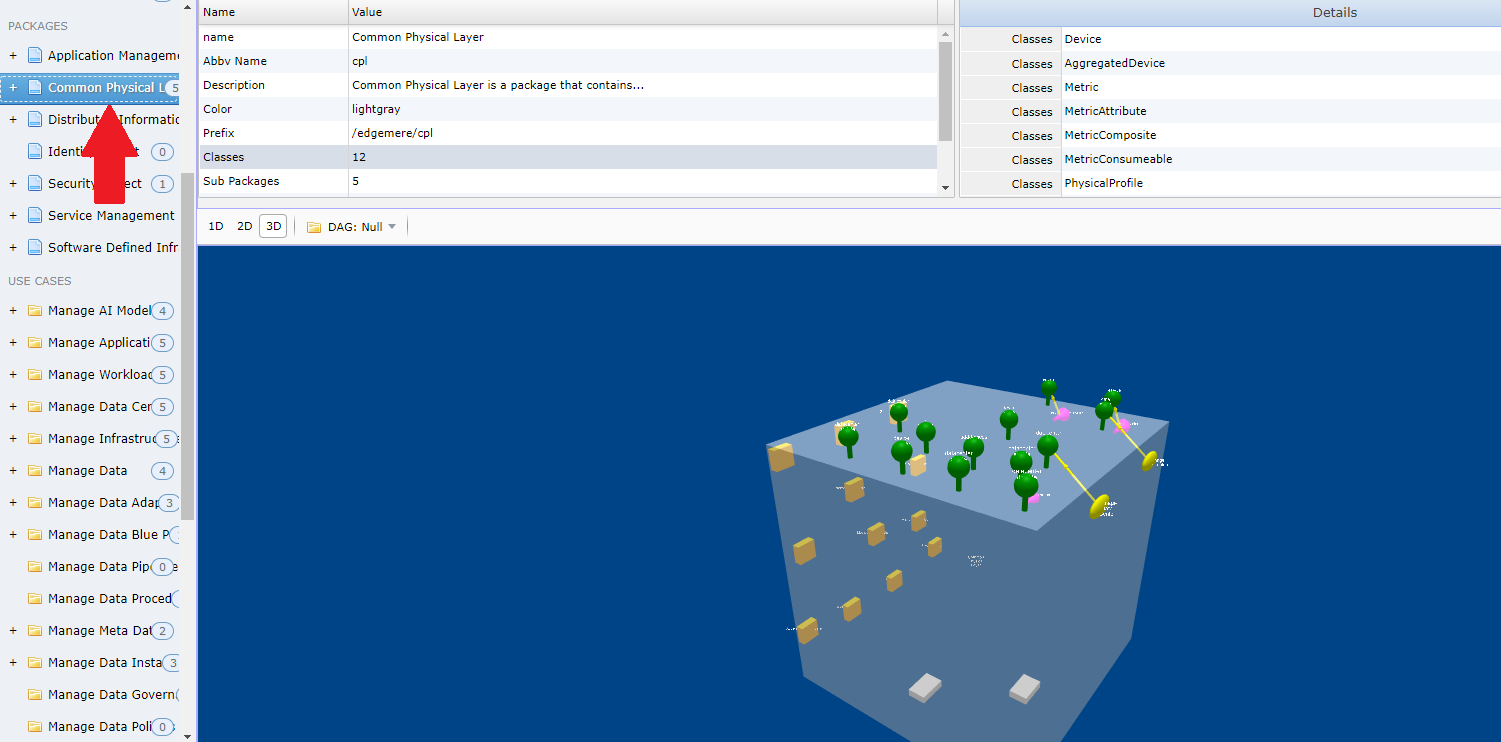 PACKAGES
+ Application Manageme
+ Common Physical L 5
+ Distribut Informatic
Identi t 0
+ Security ect 1
+ Service Management
+ Software Defined Infr
USE CASES
+ Manage AI Model 4
+ Manage Applicati 5
+ Manage Workload 5
+ Manage Data Cen 5
+ Manage Infrastruc 5
+ Manage Data 4
+ Manage Data Adap 3
+ Manage Data Blue P
Manage Data Pip 0 e
Manage Data Proced
+ Manage Meta Dat 2
+ Manage Data Insta 3
Manage Data Govern
Manage Data Poli 0
Name Value
name Common Physical Layer
Abbv Name cpl
Description Common Physical Layer is a package that contains...
Color lightgray
Prefix /edgemere/cpl
Classes 12
Sub Packages 5
Details
Classes Device
Classes AggregatedDevice
Classes Metric
Classes MetricAttribute
Classes MetricComposite
Classes MetricConsumeable
Classes PhysicalProfile
1D 2D 3D DAG: Null
datacenter